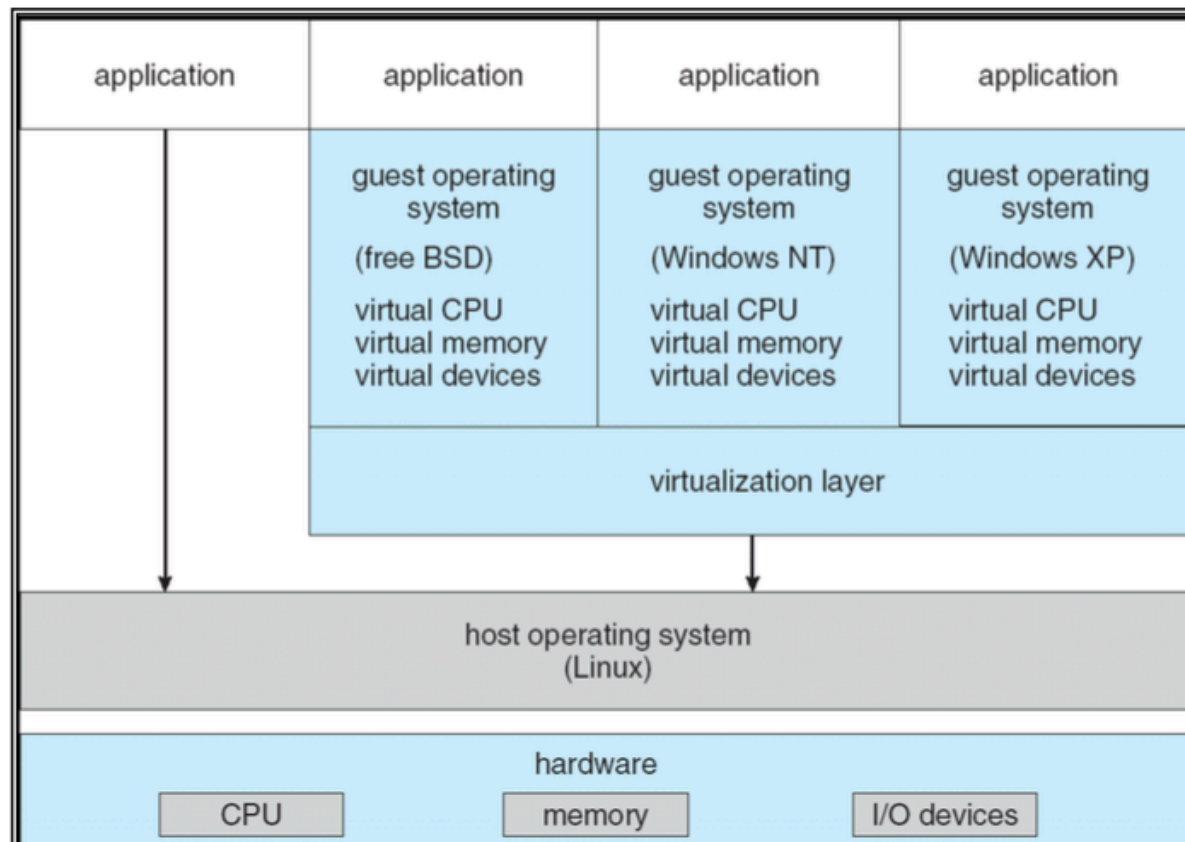 application
application
application
application
guest operating
system
(free BSD)
virtual CPU
virtual memory
virtual devices
guest operating
system
(Windows NT)
virtual CPU
virtual memory
virtual devices
guest operating
system
(Windows XP)
virtual CPU
virtual memory
virtual devices
virtualization layer
host operating system
(Linux)
hardware
CPU
memory
I/O devices